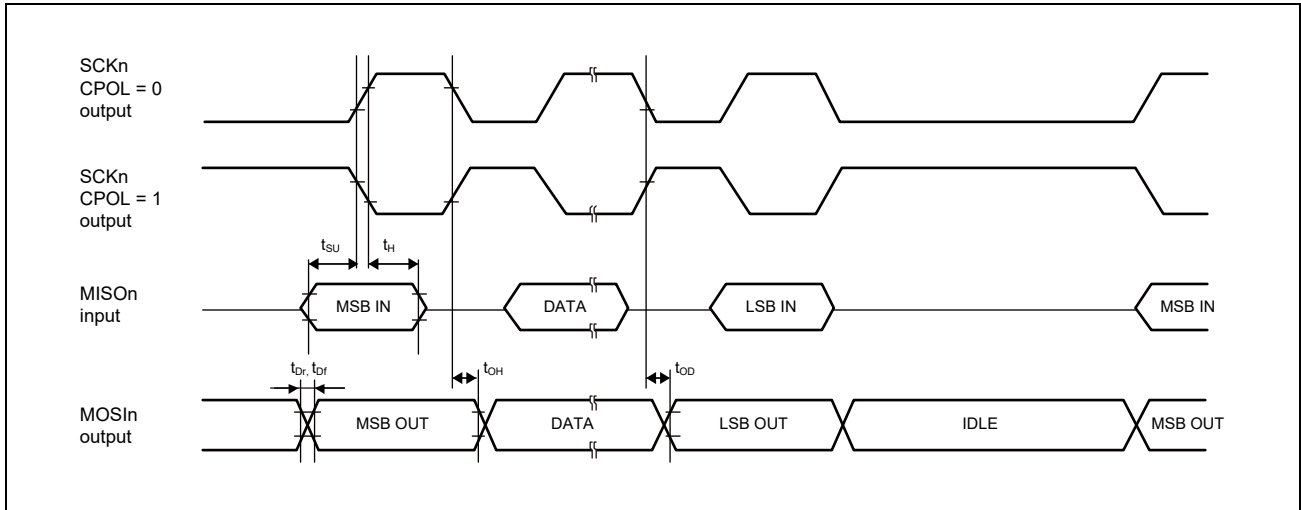 SCKn
CPOL = 0
output
SCKn
CPOL = 1
output
tSU
tH
MISOn
input
MSB IN
DATA
LSB IN
MSB IN
tDr, tDf
tOH
tOD
MOSIn
output
MSB OUT
DATA
LSB OUT
IDLE
MSB OUT